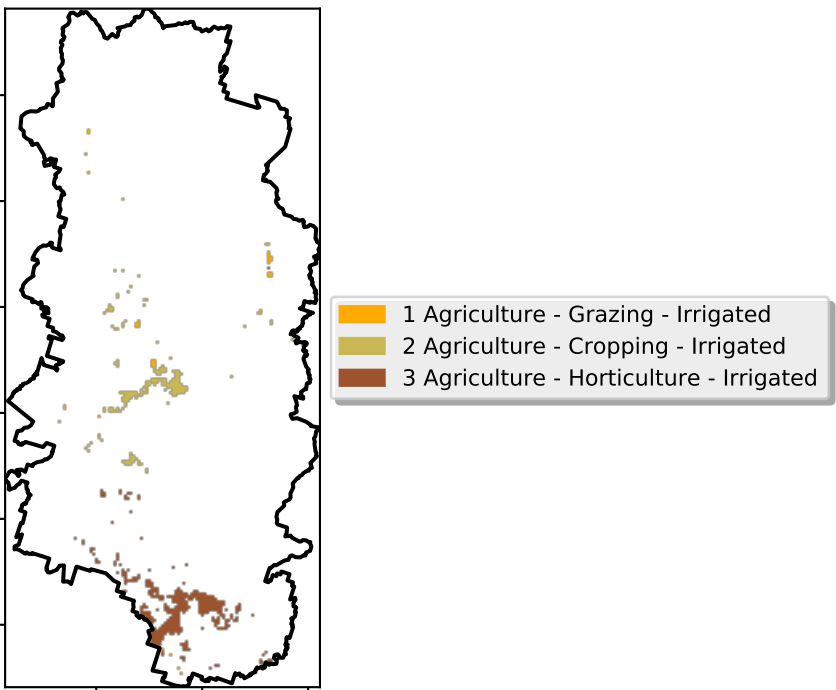 1 Agriculture - Grazing - Irrigated
2 Agriculture - Cropping - Irrigated
3 Agriculture - Horticulture - Irrigated